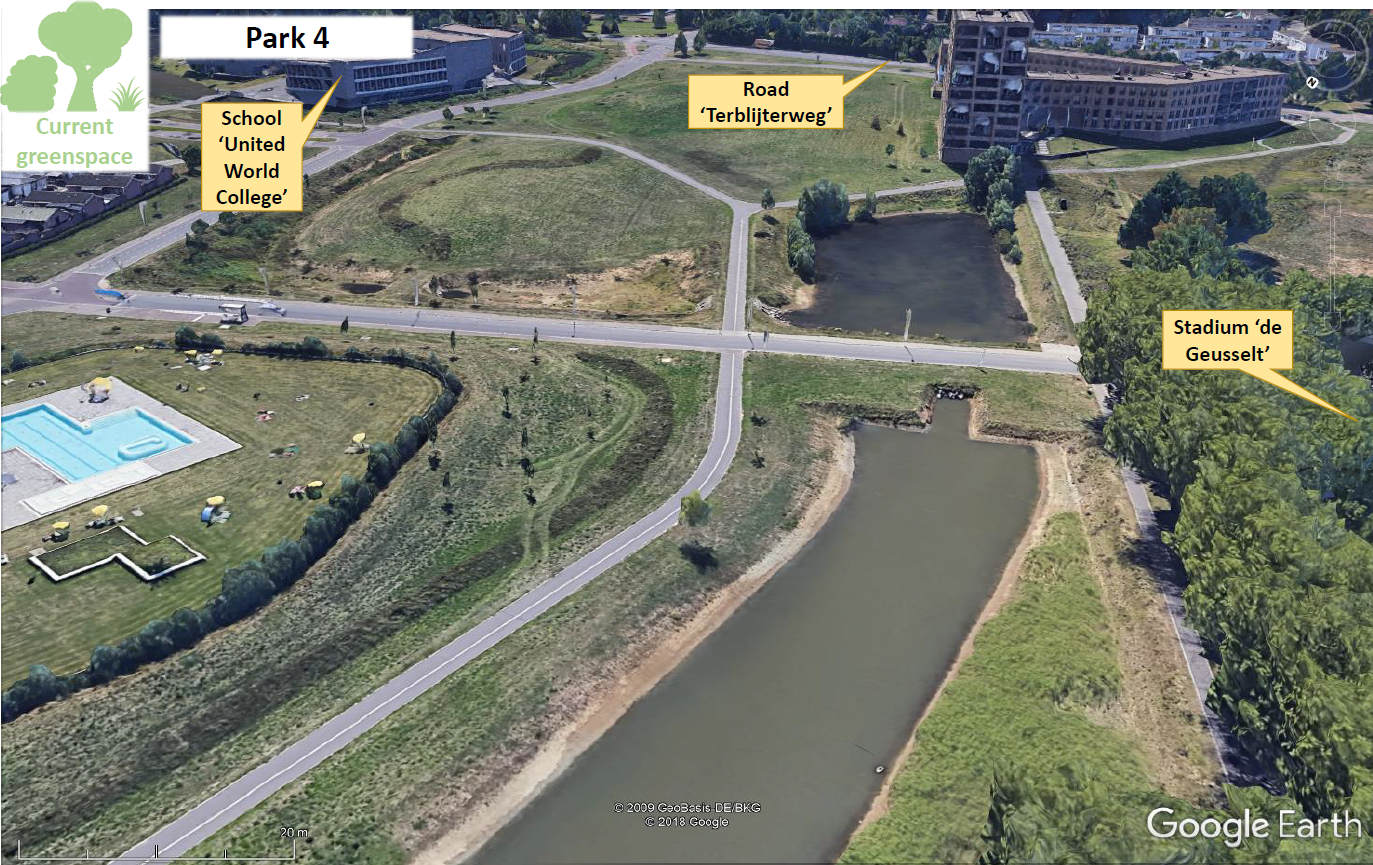 Park 4
Current
greenspace
School
‘United
World
College’
Road
‘Terblijterweg’
Stadium ‘de
Geusselt’
N
20 m
© 2009 GeoBasis-DE/BKG
© 2018 Google
Google Earth